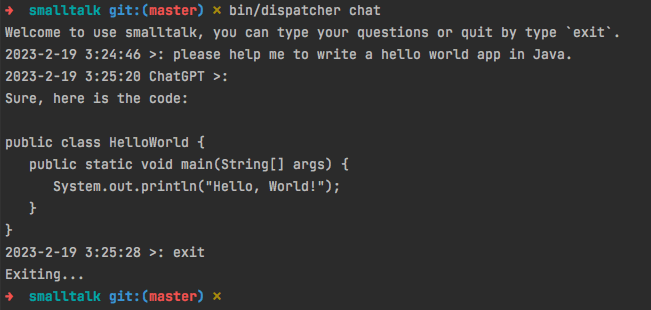 ➜  smalltalk git:(master) ✗ bin/dispatcher chat
Welcome to use smalltalk, you can type your questions or quit by type `exit`.
2023-2-19 3:24:46 >: please help me to write a hello world app in Java.
2023-2-19 3:25:20 ChatGPT >:
Sure, here is the code:

public class HelloWorld {
   public static void main(String[] args) {
      System.out.println("Hello, World!");
   }
}
2023-2-19 3:25:28 >: exit
Exiting...
➜  smalltalk git:(master) ✗